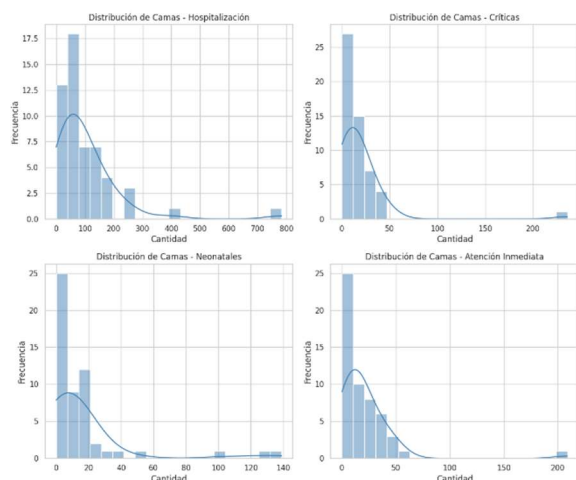 Distribución de Camas - Hospitalización
17.5
15.0
12.5
10.0
7.5
5.0
2.5
0.0
Frecuencia
0 100 200 300 400 500 600 700 800
Cantidad
Distribución de Camas - Críticas
25
20
15
10
5
0
Frecuencia
0 50 100 150 200
Cantidad
Distribución de Camas - Neonatales
25
20
15
10
5
0
Frecuencia
0 20 40 60 80 100 120 140
Cantidad
Distribución de Camas - Atención Inmediata
25
20
15
10
5
0
Frecuencia
0 50 100 150 200
Cantidad